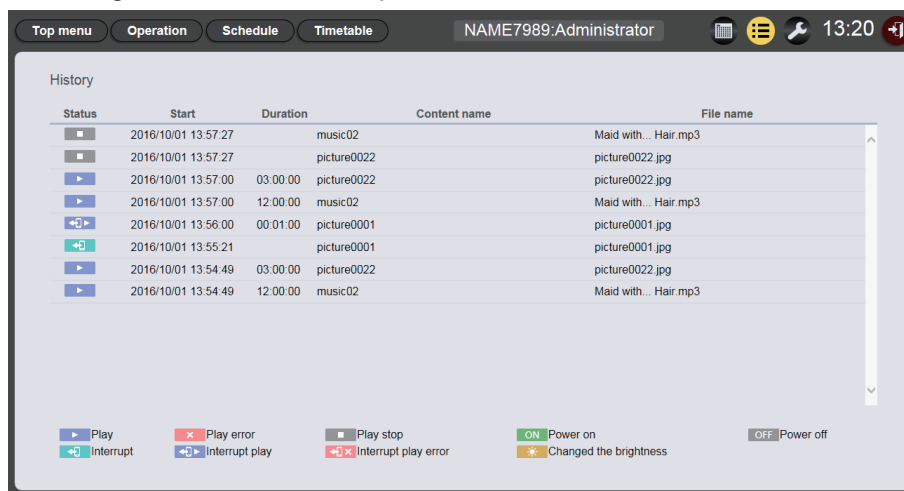 Top menu Operation Schedule Timetable NAME7989:Administrator 13:20
History
Status Start Duration Content name File name
2016/10/01 13:57:27 music02 Maid with... Hair.mp3
2016/10/01 13:57:27 picture0022 picture0022.jpg
2016/10/01 13:57:00 03:00:00 picture0022 picture0022.jpg
2016/10/01 13:57:00 12:00:00 music02 Maid with... Hair.mp3
2016/10/01 13:56:00 00:01:00 picture0001 picture0001.jpg
2016/10/01 13:55:21 picture0001 picture0001.jpg
2016/10/01 13:54:49 03:00:00 picture0022 picture0022.jpg
2016/10/01 13:54:49 12:00:00 music02 Maid with... Hair.mp3
Play Play error Play stop ON Power on OFF Power off
Interrupt Interrupt play Interrupt play error Changed the brightness